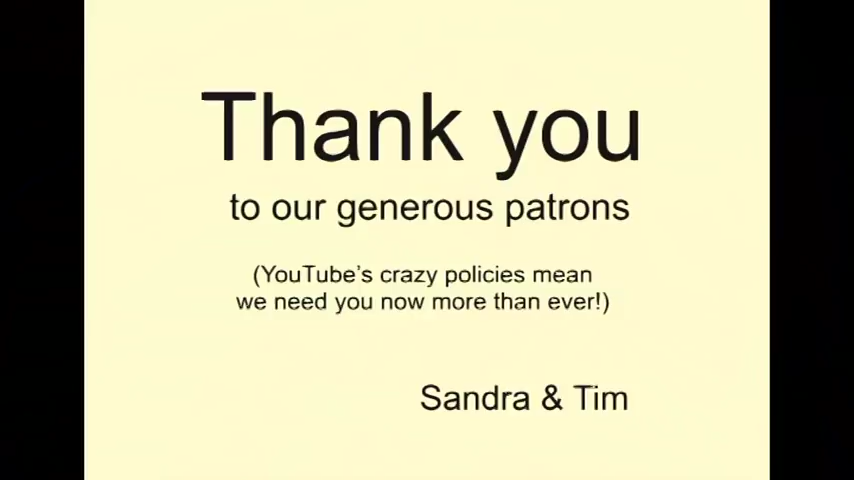 Thank you
to our generous patrons
(YouTube's crazy policies mean
we need you now more than ever!)
Sandra & Tim